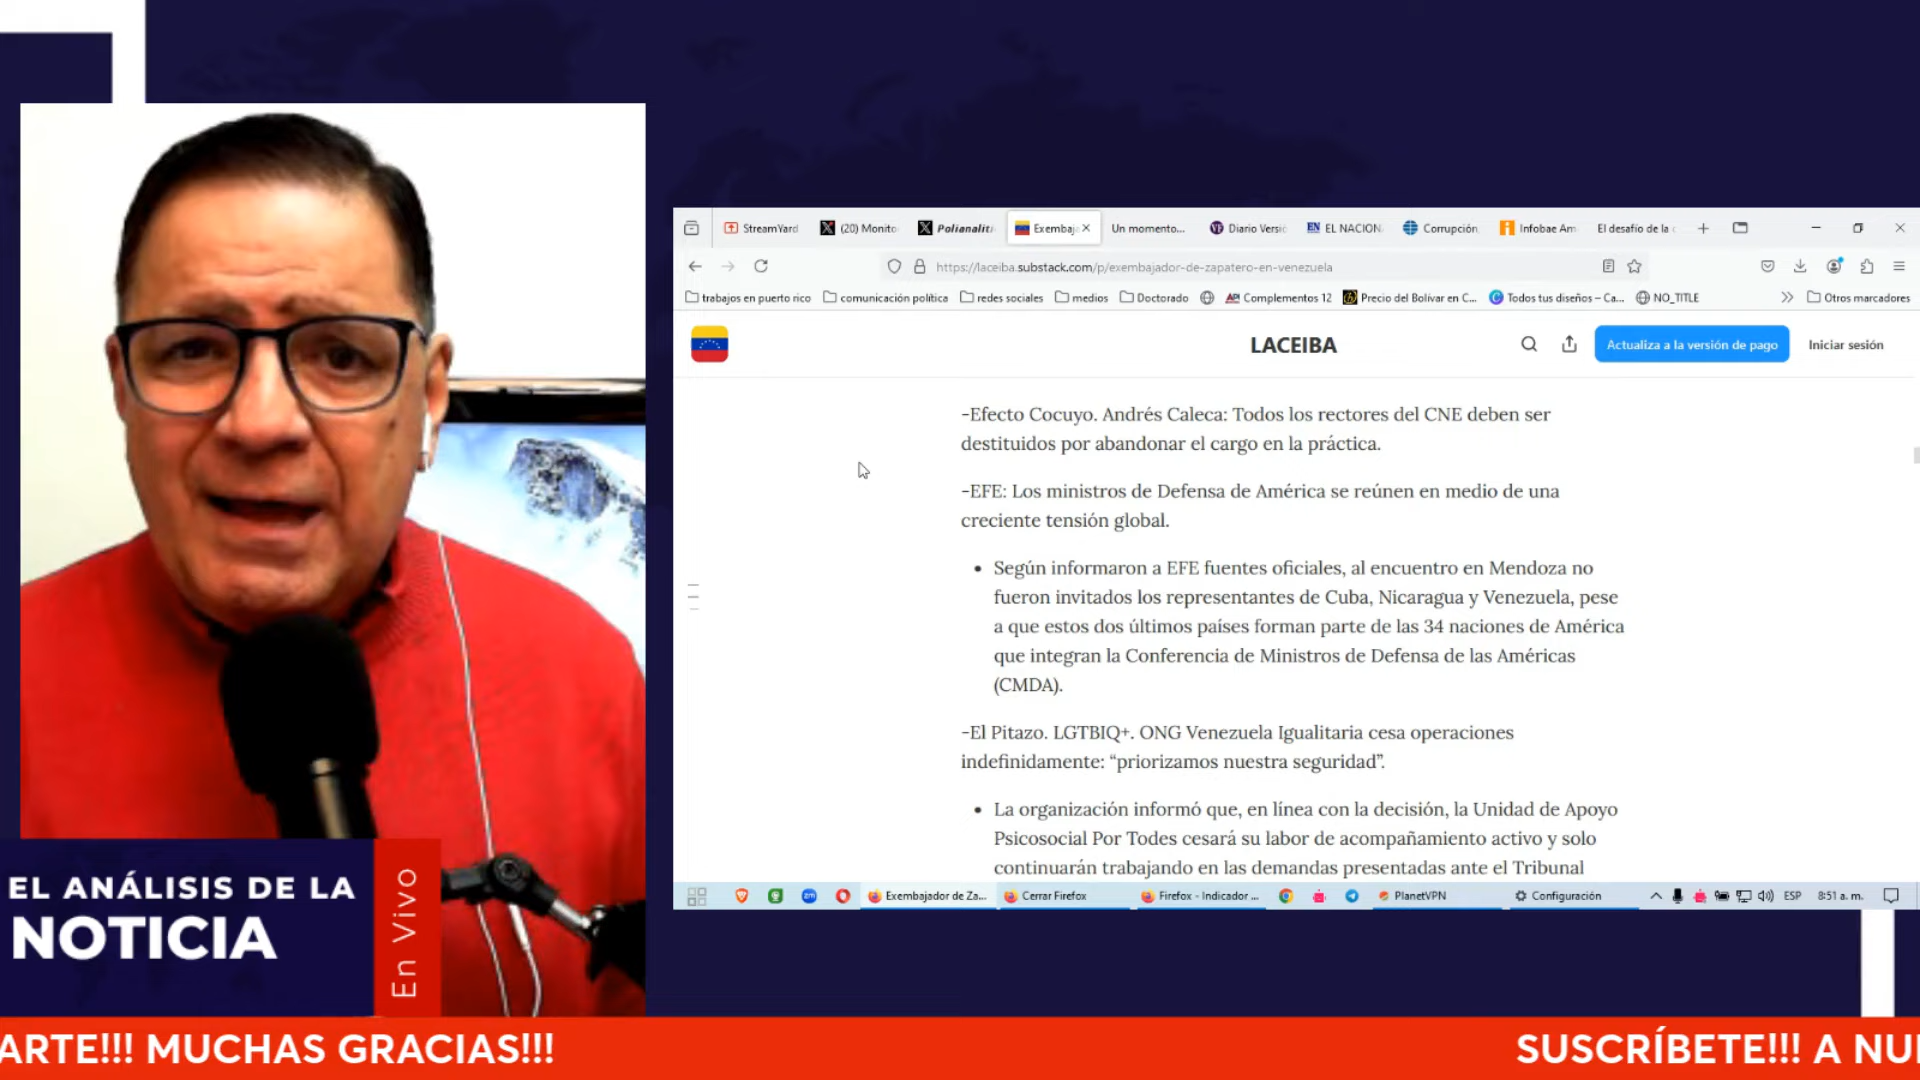 StreamYard
(20) Monito
Polianaliti
Exembaj
Un momento...
Diario Versió
EN EL NACION
Corrupción
Infobae Am
El desafío de la
https://laceiba.substack.com/p/exembajador-de-zapatero-en-venezuela
trabajos en puerto rico
comunicación política
redes sociales
medios
Doctorado
API Complementos 12
Precio del Bolívar en C...
Todos tus diseños – Ca...
NO_TITLE
Otros marcadores
LACEIBA
Actualiza a la versión de pago
Iniciar sesión
-Efecto Cocuyo. Andrés Caleca: Todos los rectores del CNE deben ser
destituidos por abandonar el cargo en la práctica.
-EFE: Los ministros de Defensa de América se reúnen en medio de una
creciente tensión global.
• Según informaron a EFE fuentes oficiales, al encuentro en Mendoza no
fueron invitados los representantes de Cuba, Nicaragua y Venezuela, pese
a que estos dos últimos países forman parte de las 34 naciones de América
que integran la Conferencia de Ministros de Defensa de las Américas
(CMDA).
-El Pitazo. LGTBIQ+. ONG Venezuela Igualitaria cesa operaciones
indefinidamente: “priorizamos nuestra seguridad”.
• La organización informó que, en línea con la decisión, la Unidad de Apoyo
Psicosocial Por Todes cesará su labor de acompañamiento activo y solo
continuarán trabajando en las demandas presentadas ante el Tribunal
Exembajador de Za...
Cerrar Firefox
Firefox - Indicador ...
PlanetVPN
Configuración
ESP
8:51 a. m.
EL ANÁLISIS DE LA
NOTICIA
En Vivo
ARTE!!! MUCHAS GRACIAS!!!
SUSCRÍBETE!!! A NU